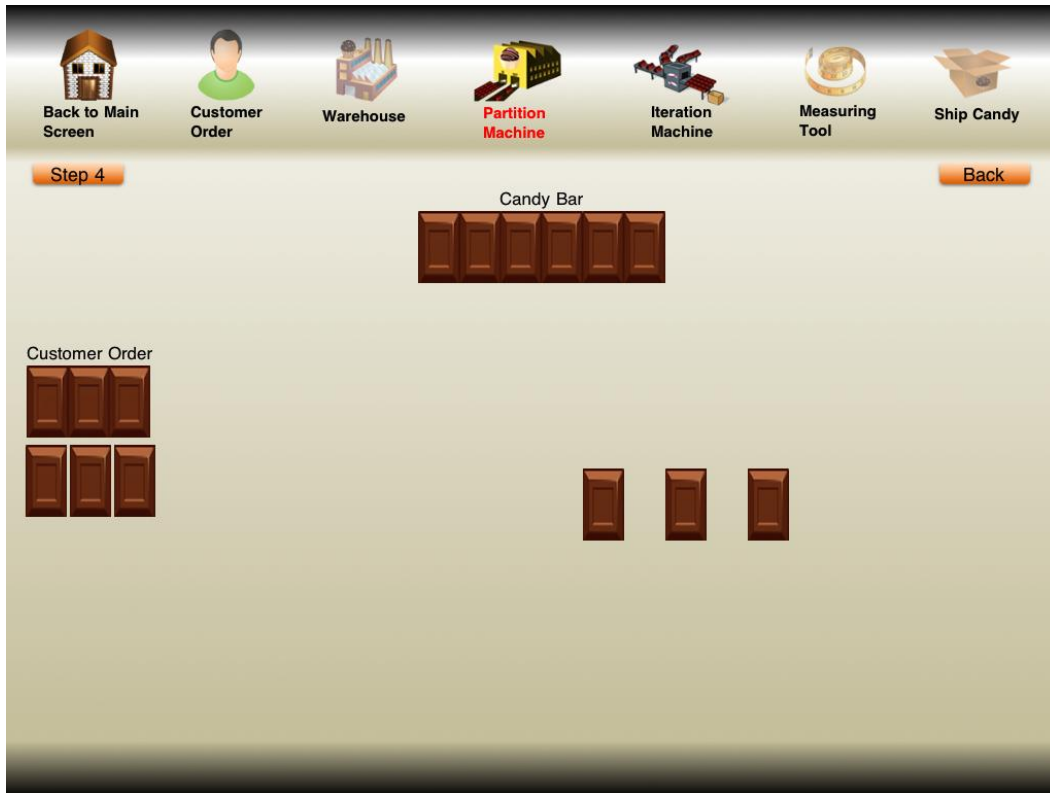 Back to Main
Screen
Customer
Order
Warehouse
Partition
Machine
Iteration
Machine
Measuring
Tool
Ship Candy
Step 4
Back
Candy Bar
Customer Order